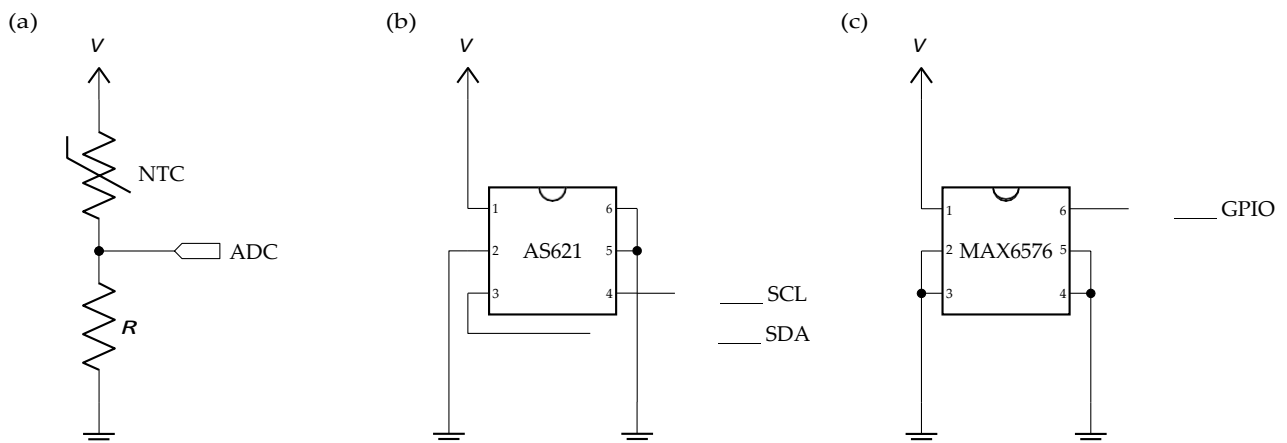 (a)
V
NTC
ADC
R
(b)
V
1
2
3
AS621
6
5
4
SCL
SDA
(c)
V
1
2
3
MAX6576
6
5
4
GPIO